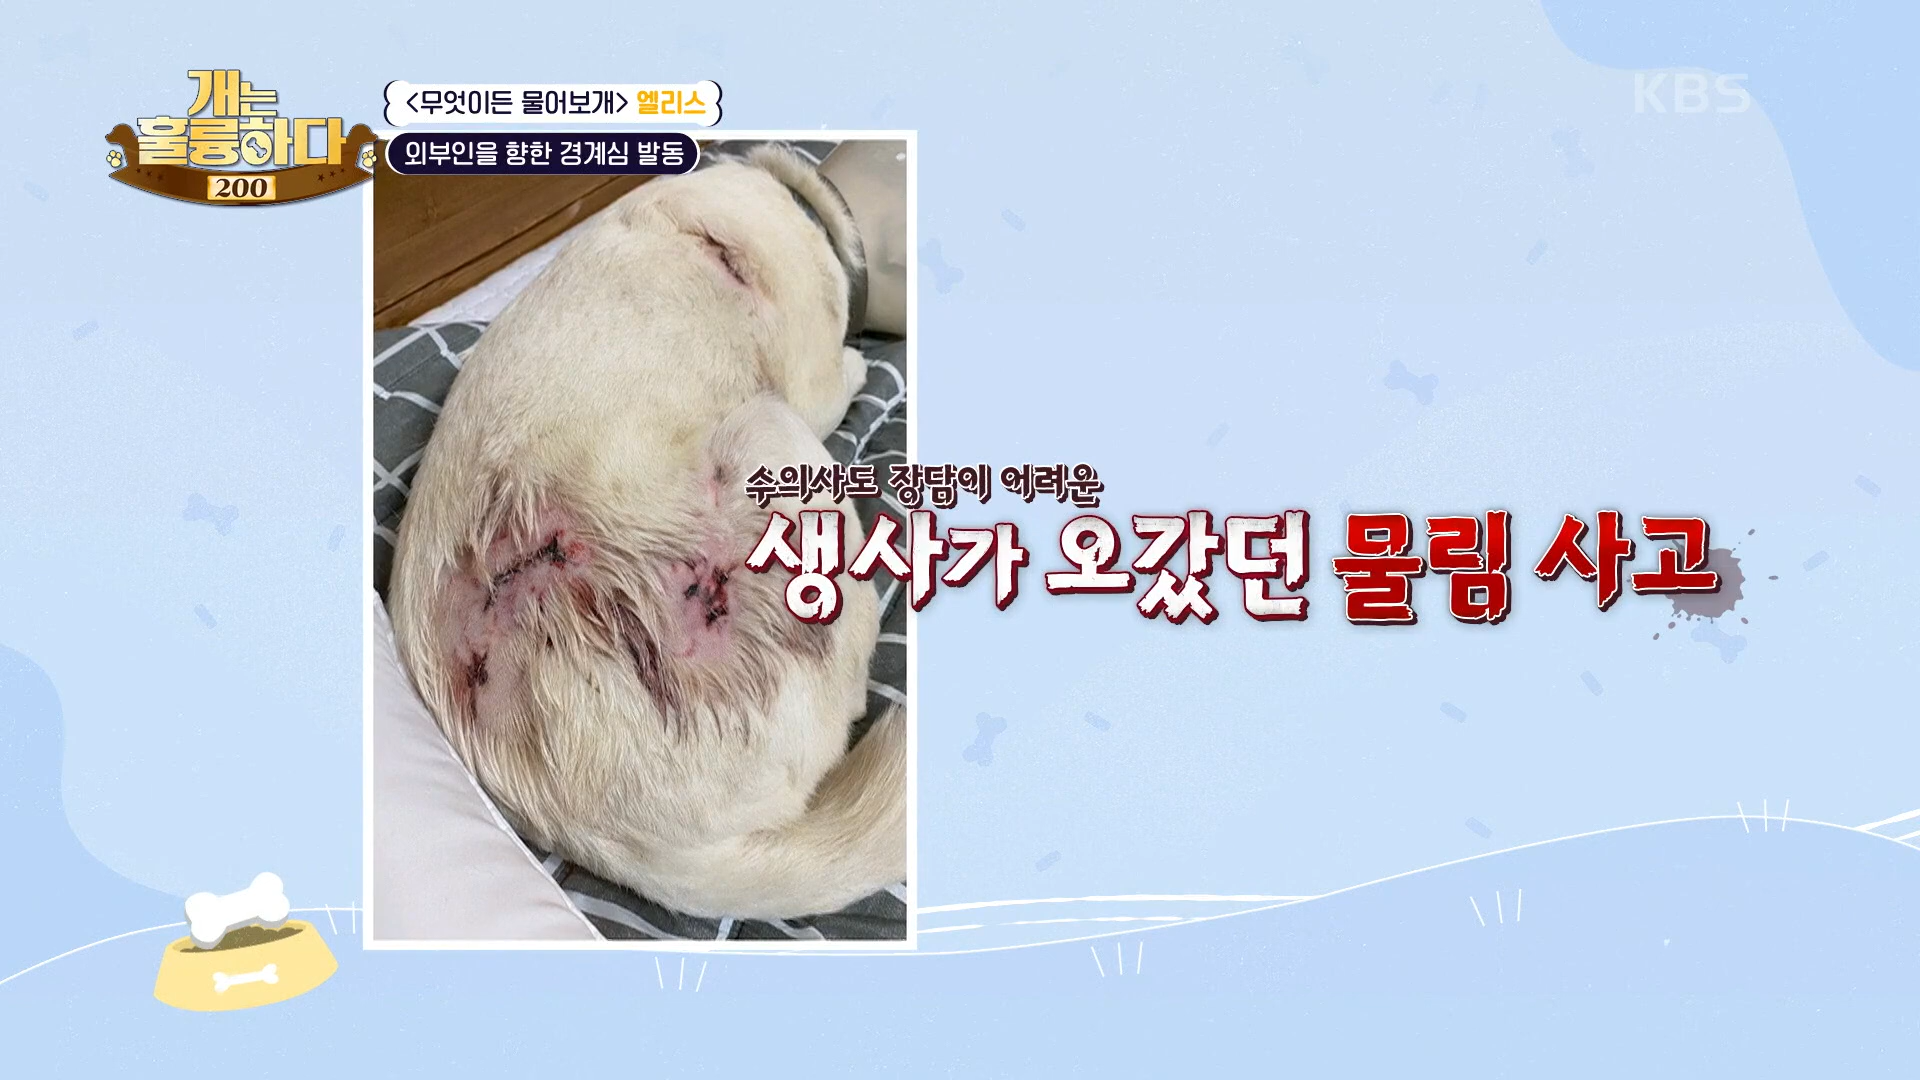 개는
훌륭하다
200
<무엇이든 물어보개> 엘리스
외부인을 향한 경계심 발동
KBS
수의사도 장담이 어려운
생사가 오갔던 물림 사고